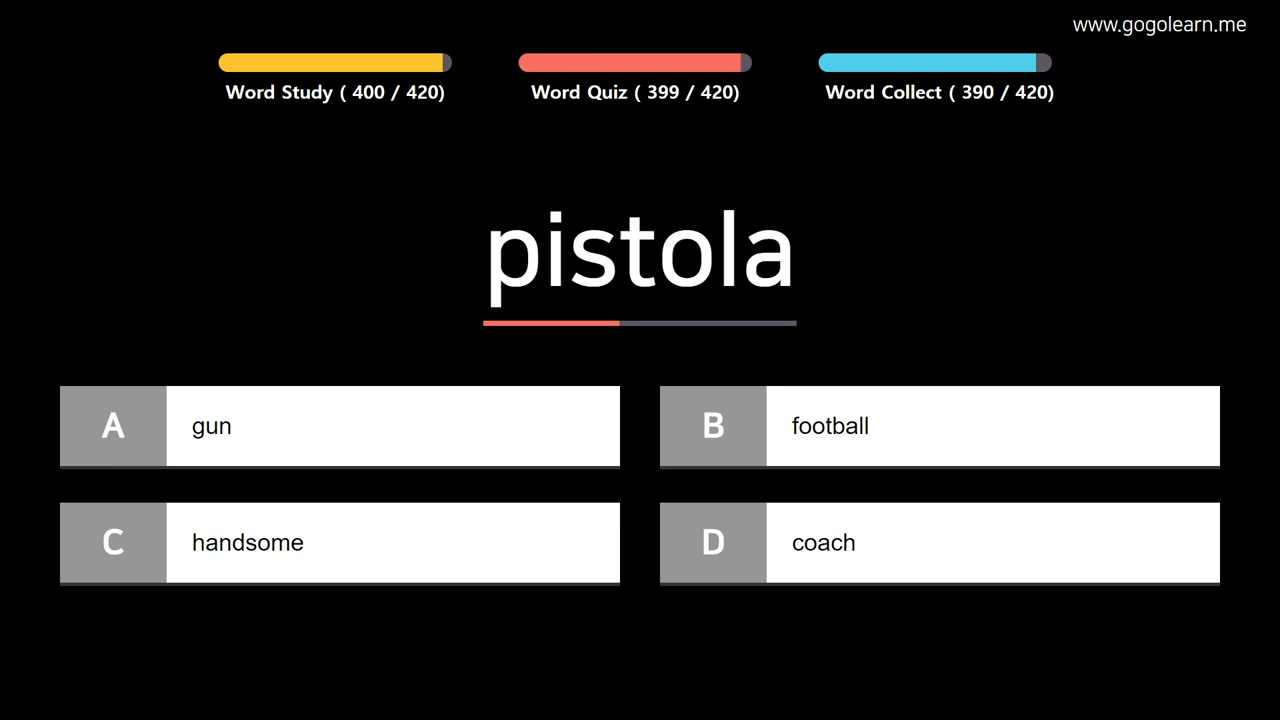 www.gogolearn.me
Word Study ( 400 / 420)
Word Quiz ( 399 / 420)
Word Collect ( 390 / 420)
pistola
A gun
B football
C handsome
D coach